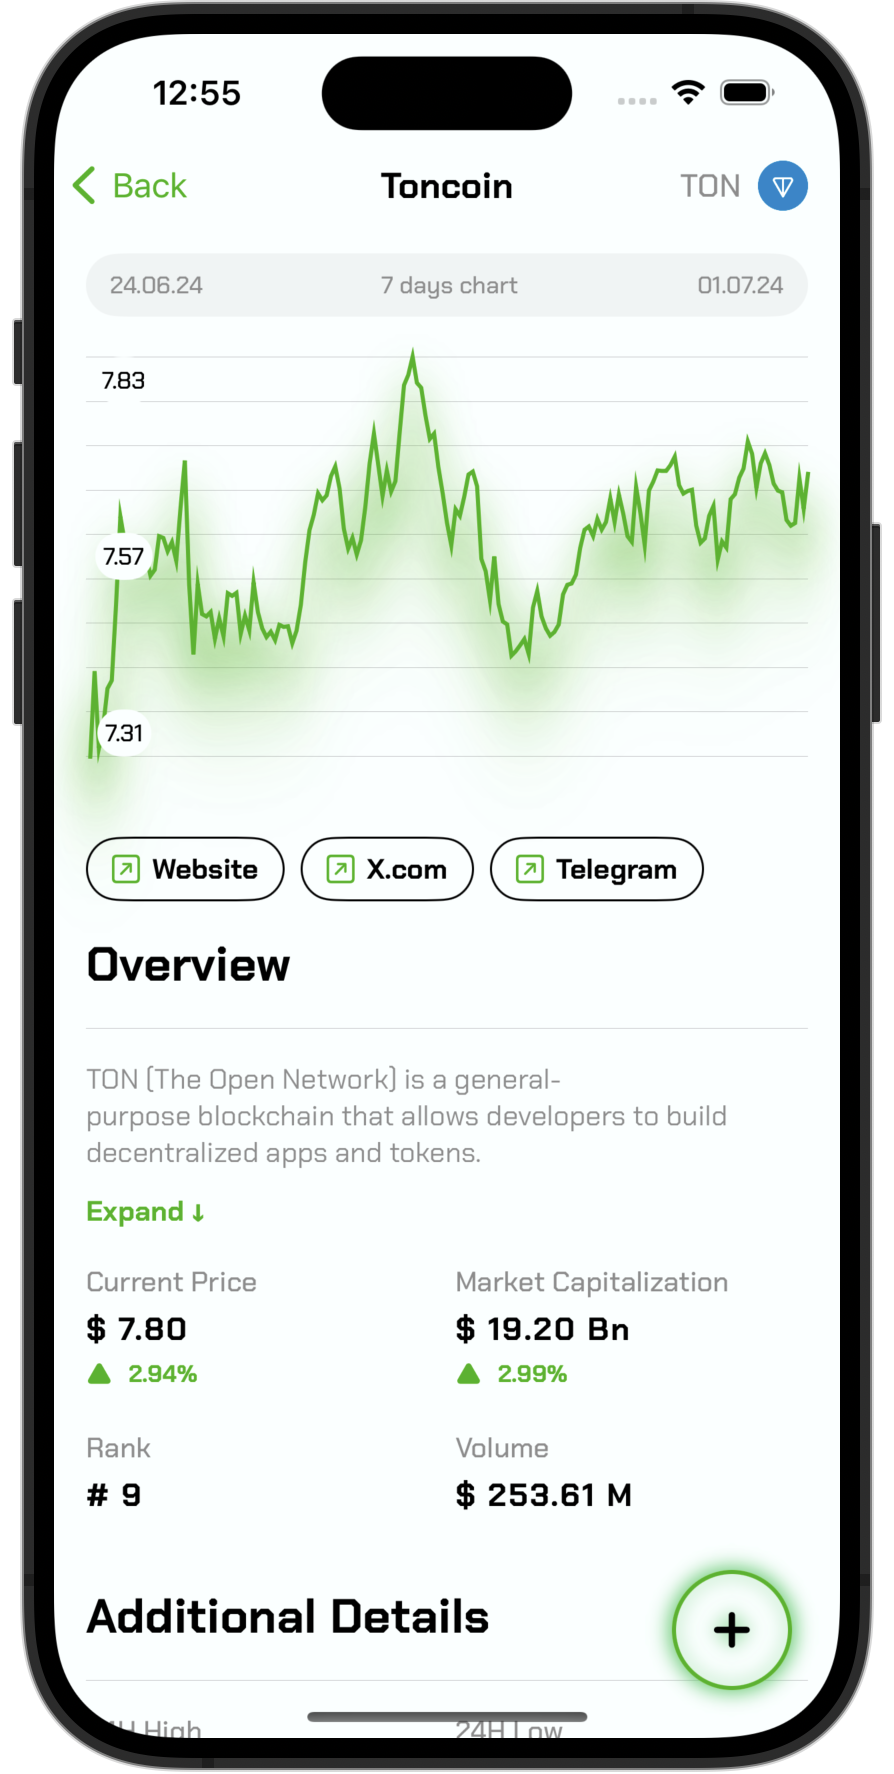 12:55
Back
Toncoin
TON
24.06.24
7 days chart
01.07.24
7.83
7.57
7.31
Website
X.com
Telegram
Overview
TON (The Open Network) is a general-
purpose blockchain that allows developers to build
decentralized apps and tokens.
Expand ↓
Current Price
Market Capitalization
$ 7.80
$ 19.20 Bn
2.94%
2.99%
Rank
Volume
# 9
$ 253.61 M
Additional Details
+
High
24H Low